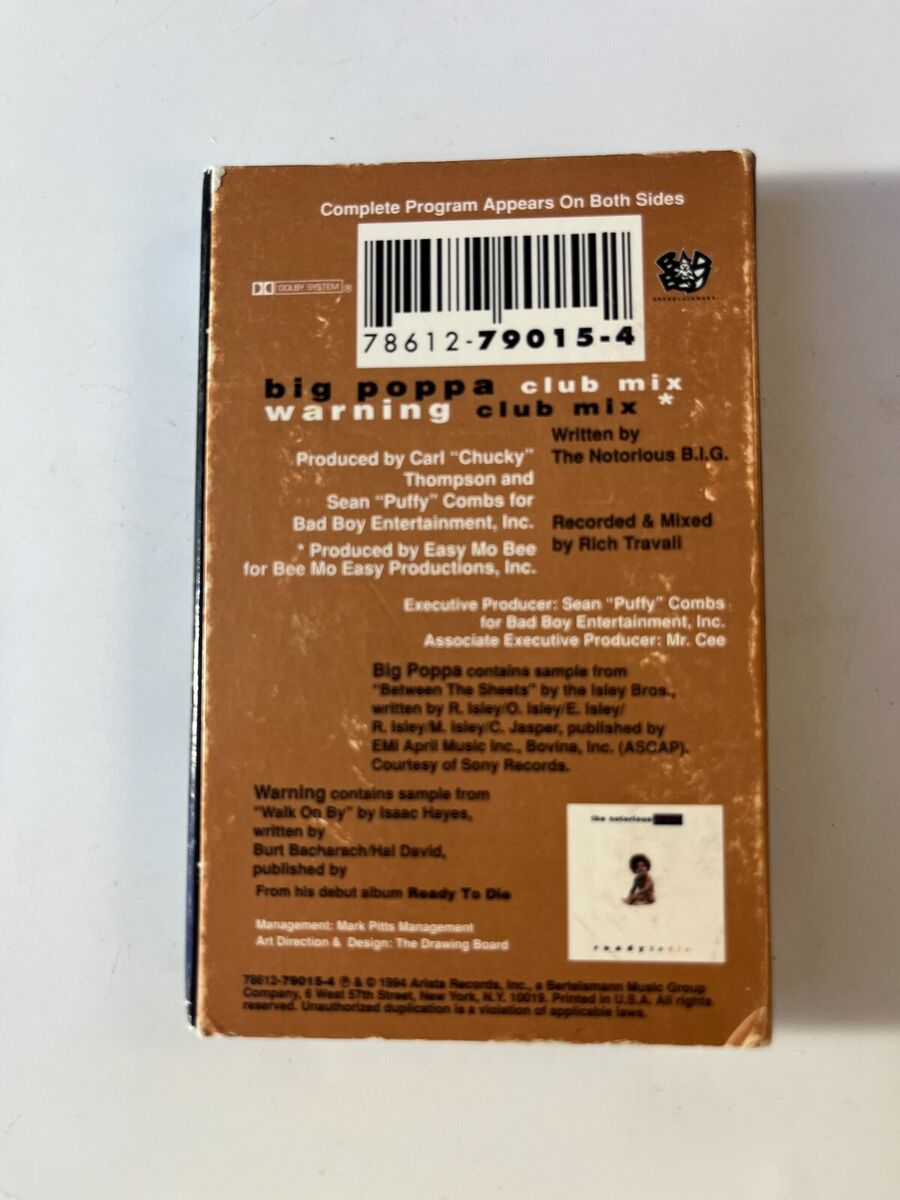 Complete Program Appears On Both Sides
DOLBY SYSTEM ®
BAD BOY
ENTERTAINMENT
78612-79015-4
big poppa club mix
warning club mix *
Written by
The Notorious B.I.G.
Produced by Carl "Chucky"
Thompson and
Sean "Puffy" Combs for
Bad Boy Entertainment, Inc.
Recorded & Mixed
by Rich Travali
* Produced by Easy Mo Bee
for Bee Mo Easy Productions, Inc.
Executive Producer: Sean "Puffy" Combs
for Bad Boy Entertainment, Inc.
Associate Executive Producer: Mr. Cee
Big Poppa contains sample from
"Between The Sheets" by the Isley Bros.,
written by R. Isley/O. Isley/E. Isley/
R. Isley/M. Isley/C. Jasper, published by
EMI April Music Inc., Bovina, Inc. (ASCAP).
Courtesy of Sony Records.
Warning contains sample from
"Walk On By" by Isaac Hayes,
written by
Burt Bacharach/Hal David,
published by
From his debut album Ready To Die
the notorious
readytodie
Management: Mark Pitts Management
Art Direction & Design: The Drawing Board
78612-79015-4 ℗ & © 1994 Arista Records, Inc., a Bertelsmann Music Group
Company, 6 West 57th Street, New York, N.Y. 10019. Printed in U.S.A. All rights
reserved. Unauthorized duplication is a violation of applicable laws.